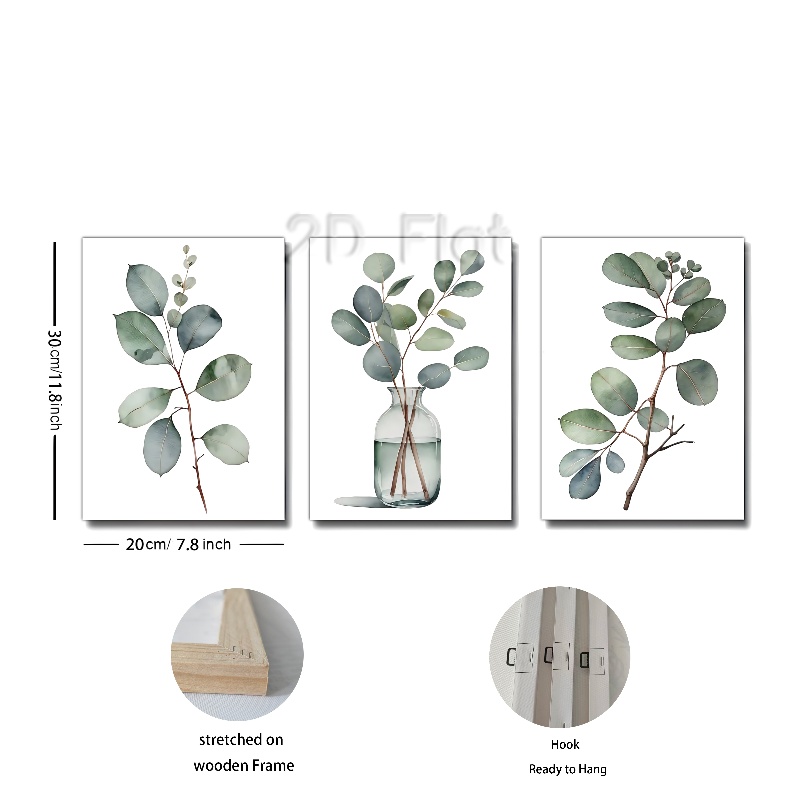 2D Flat
30cm/11.8inch
20cm/ 7.8 inch
stretched on
wooden Frame
Hook
Ready to Hang